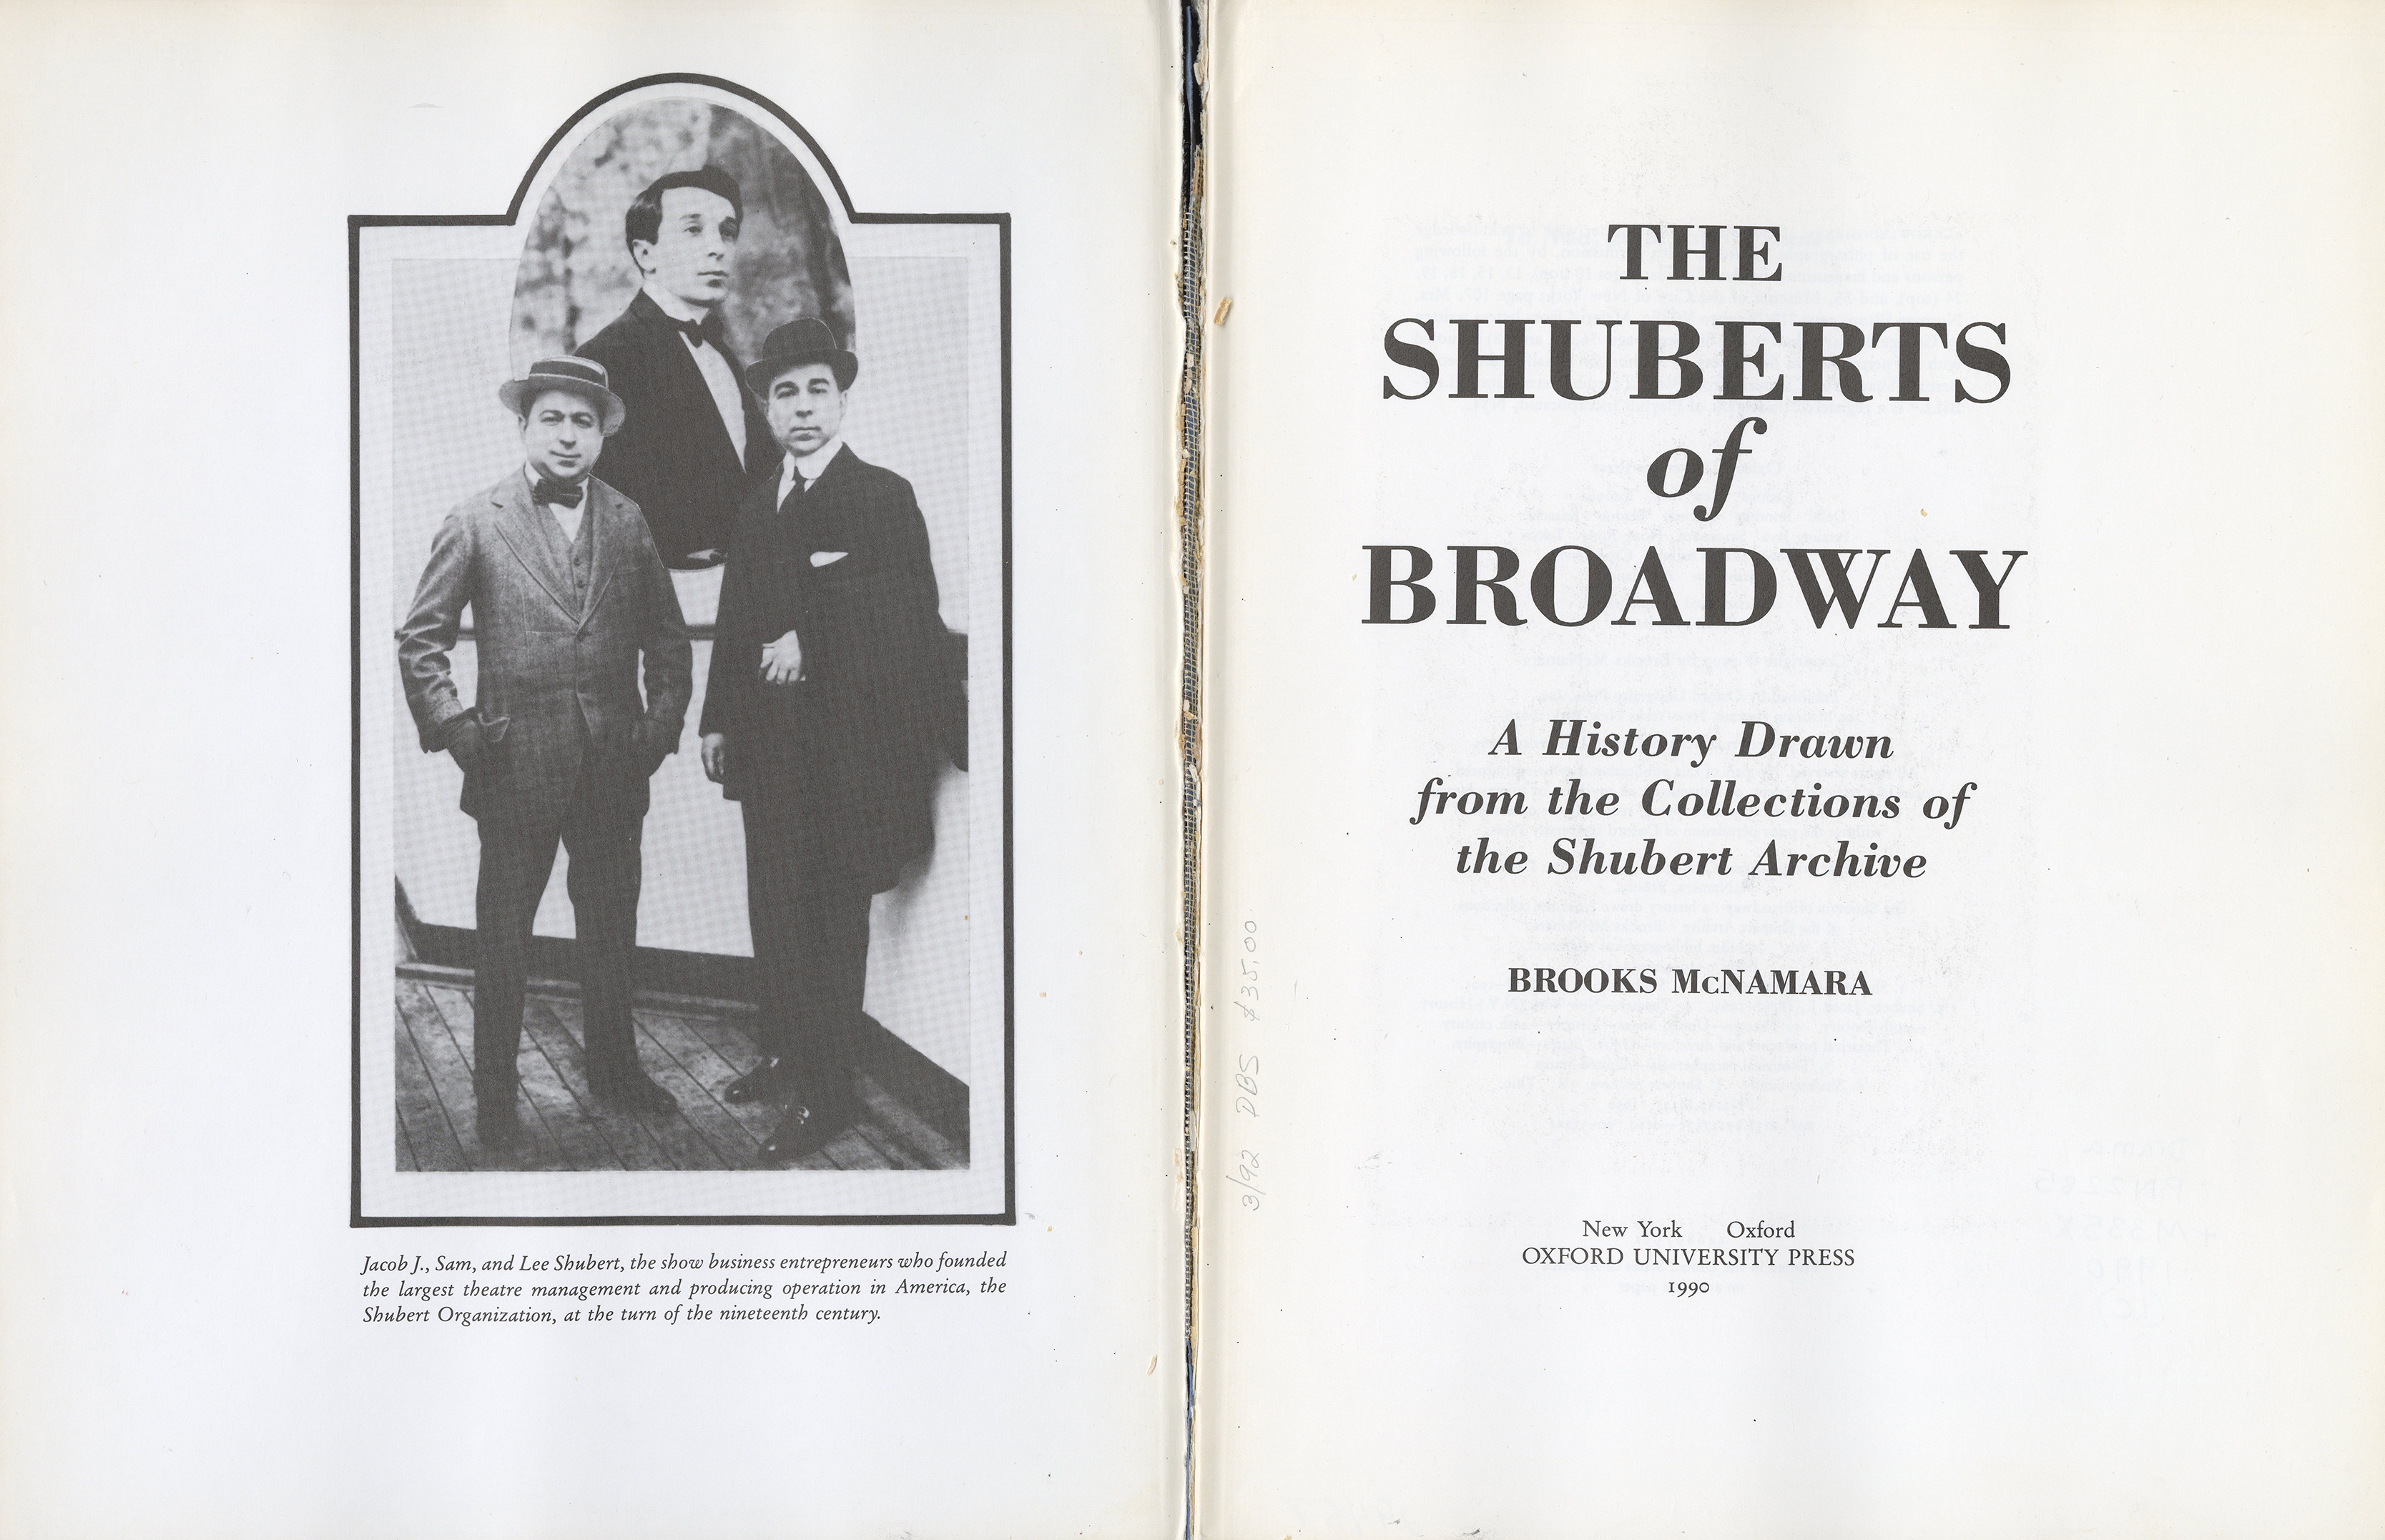 Jacob J., Sam, and Lee Shubert, the show business entrepreneurs who founded
the largest theatre management and producing operation in America, the
Shubert Organization, at the turn of the nineteenth century.
3/92 DBS $35.00
THE
SHUBERTS
of
BROADWAY
A History Drawn
from the Collections of
the Shubert Archive
BROOKS McNAMARA
New York Oxford
OXFORD UNIVERSITY PRESS
1990